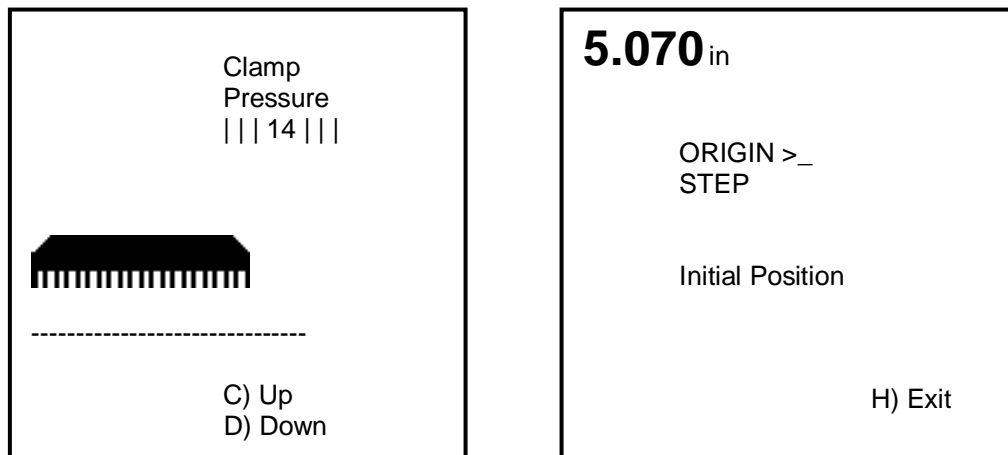 Clamp
Pressure
| | | 14 | | |
------------------------------
C) Up
D) Down
5.070 in
ORIGIN >_
STEP
Initial Position
H) Exit